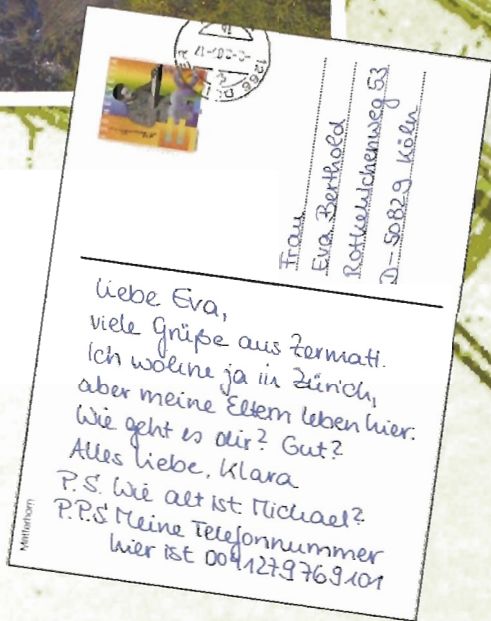 Liebe Eva,
viele Grüße aus Zermatt.
Ich wohne ja in Zürich,
aber meine Eltern leben hier.
Wie geht es dir? Gut?
Alles Liebe, Klara
P.S. Wie alt ist Michael?
P.P.S Meine Telefonnummer
hier ist 0041279769101
Frau
Eva Berthold
D-50829 Köln
Matterhorn